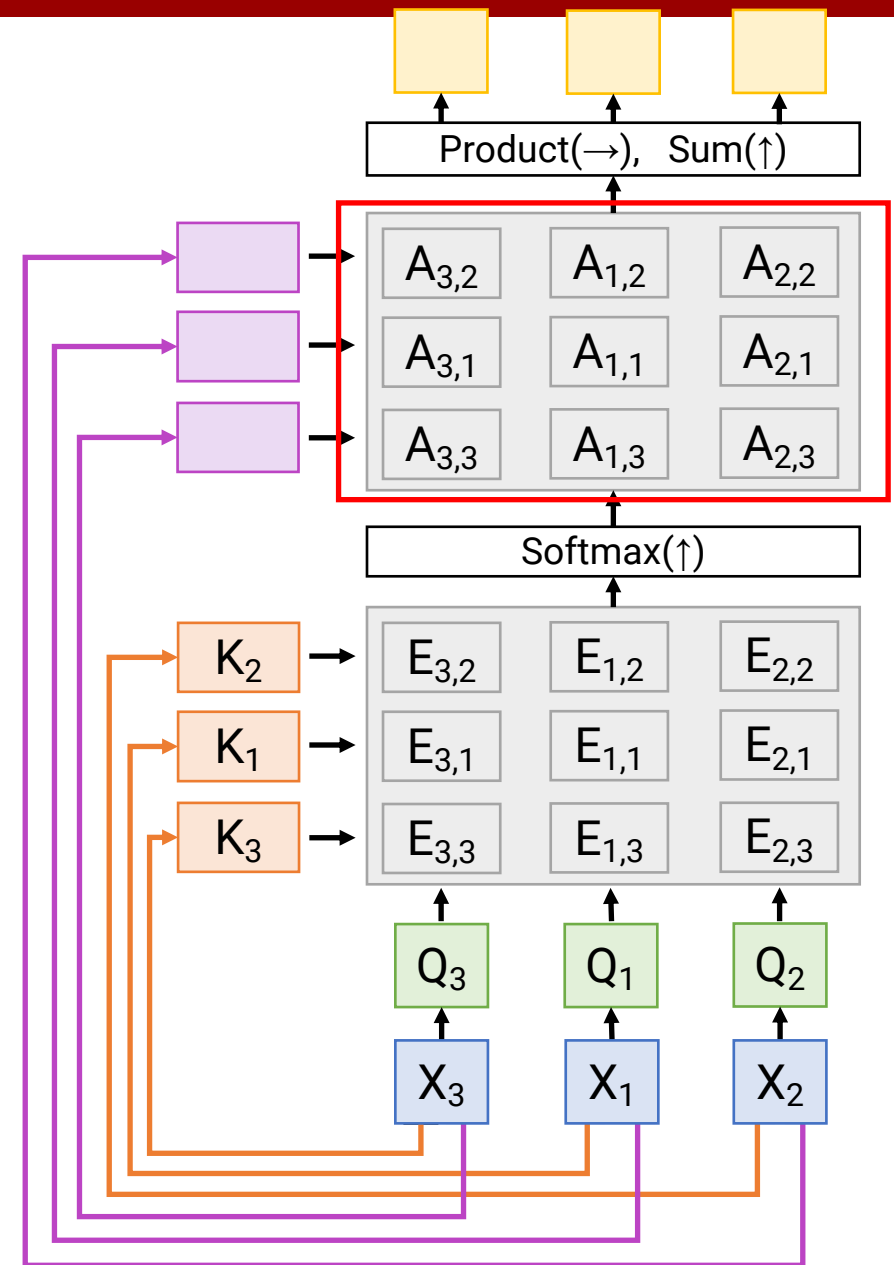 Product(→), Sum(↑)
A3,2 A1,2 A2,2
A3,1 A1,1 A2,1
A3,3 A1,3 A2,3
Softmax(↑)
K2 E3,2 E1,2 E2,2
K1 E3,1 E1,1 E2,1
K3 E3,3 E1,3 E2,3
Q3 Q1 Q2
X3 X1 X2